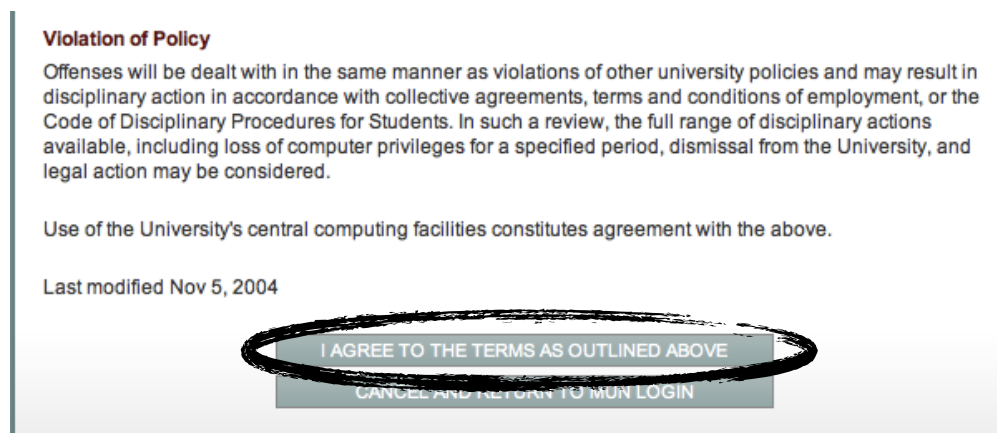 Violation of Policy
Offenses will be dealt with in the same manner as violations of other university policies and may result in
disciplinary action in accordance with collective agreements, terms and conditions of employment, or the
Code of Disciplinary Procedures for Students. In such a review, the full range of disciplinary actions
available, including loss of computer privileges for a specified period, dismissal from the University, and
legal action may be considered.
Use of the University's central computing facilities constitutes agreement with the above.
Last modified Nov 5, 2004
I AGREE TO THE TERMS AS OUTLINED ABOVE
CANCEL AND RETURN TO MUN LOGIN